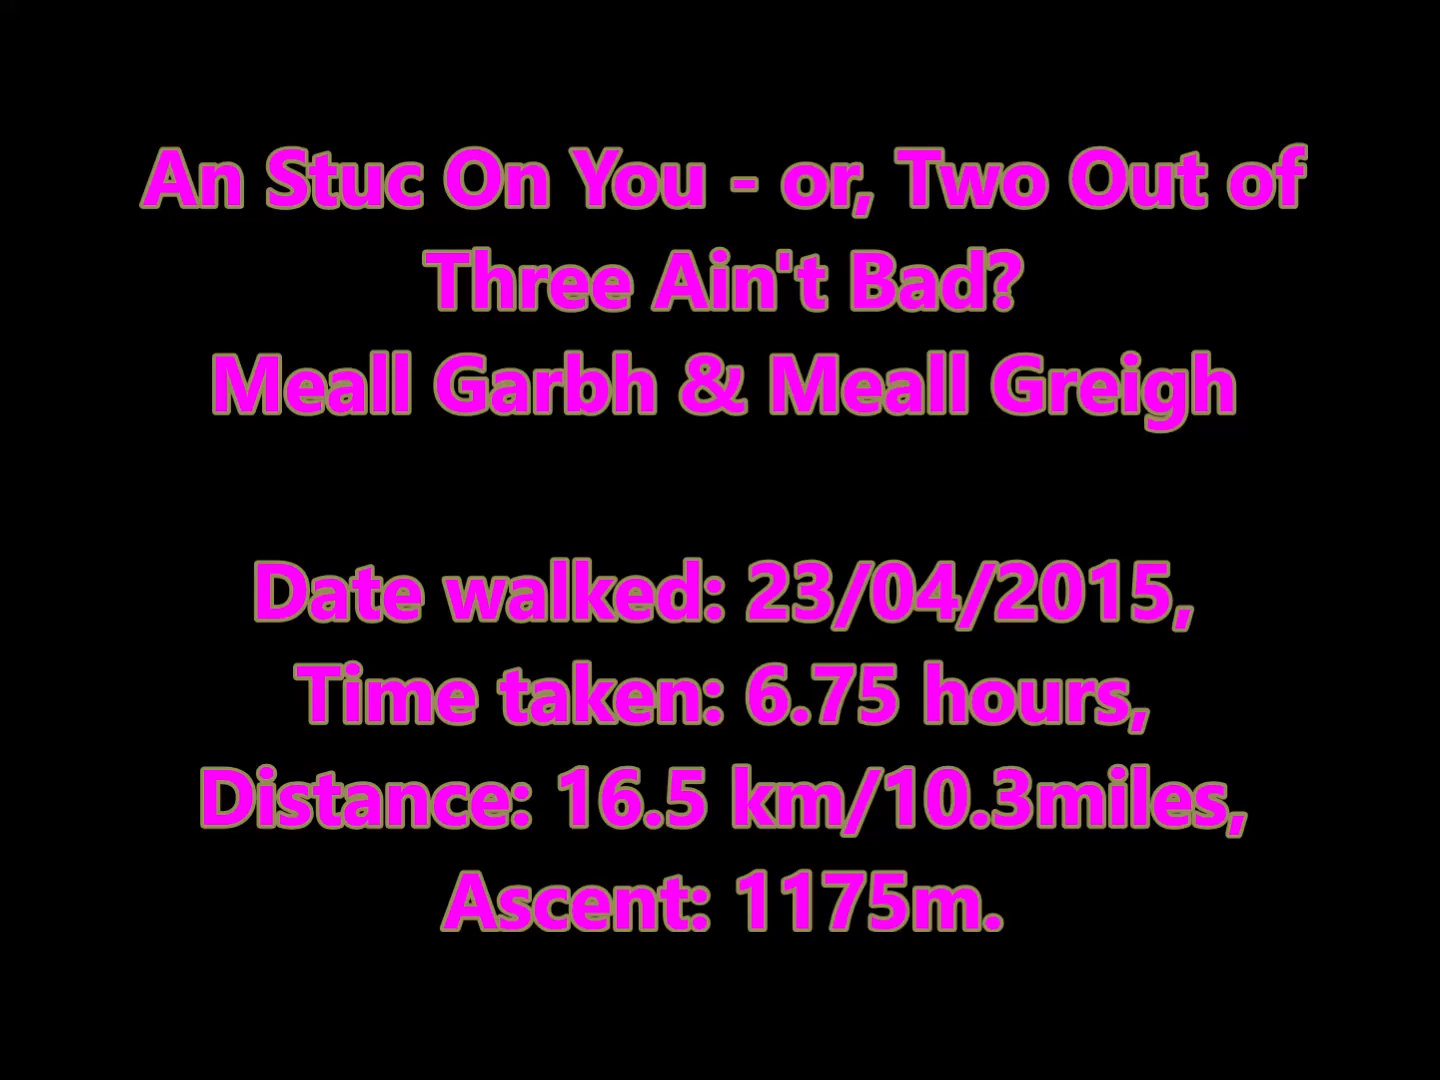 An Stuc On You - or, Two Out of
Three Ain't Bad?
Meall Garbh & Meall Greigh
Date walked: 23/04/2015,
Time taken: 6.75 hours,
Distance: 16.5 km/10.3miles,
Ascent: 1175m.